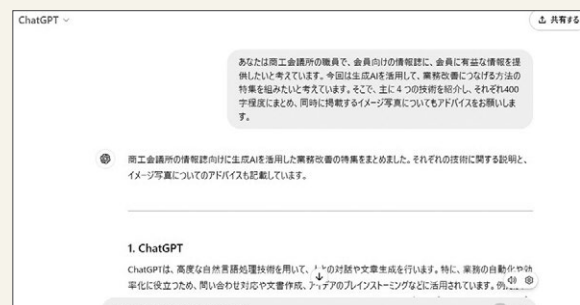 ChatGPT
共有する
あなたは商工会議所の職員で、会員向けの情報誌に、会員に有益な情報を提
供したいと考えています。今回は生成AIを活用して、業務改善につなげる方法の
特集を組みたいと考えています。そこで、主に4つの技術を紹介し、それぞれ400
字程度にまとめ、同時に掲載するイメージ写真についてもアドバイスをお願いしま
す。
商工会議所の情報誌向けに生成AIを活用した業務改善の特集をまとめました。それぞれの技術に関する説明と、
イメージ写真についてのアドバイスも記載しています。
1. ChatGPT
ChatGPTは、高度な自然言語処理技術を用いて、との対話や文章生成を行います。特に、業務の自動化や効
率化に役立つため、問い合わせ対応や文書作成、アイデアのブレインストーミングなどに活用されています。